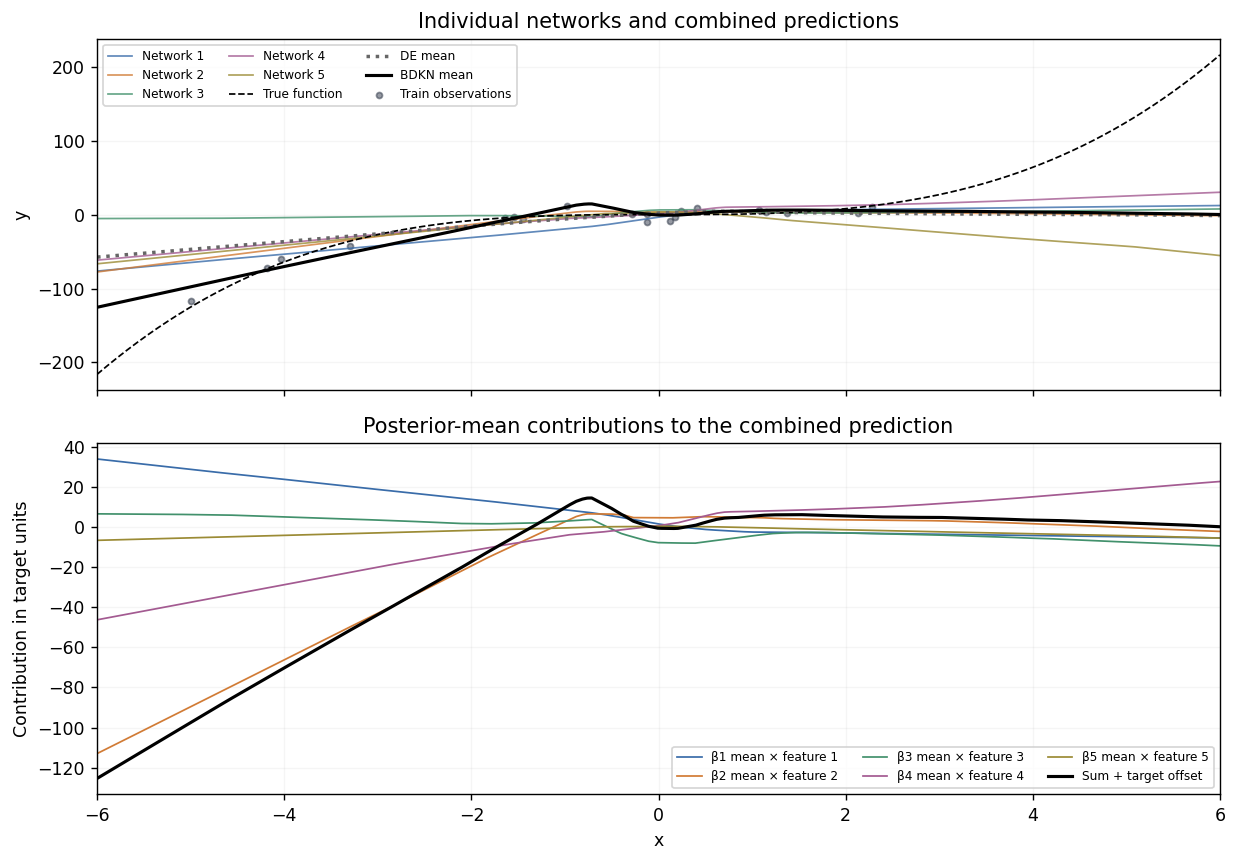 Individual networks and combined predictions
Network 1 Network 4 DE mean
Network 2 Network 5 BDKN mean
Network 3 True function Train observations
200
100
0
−100
−200
y
Posterior-mean contributions to the combined prediction
40
20
0
−20
−40
−60
−80
−100
−120
Contribution in target units
β1 mean × feature 1 β3 mean × feature 3 β5 mean × feature 5
β2 mean × feature 2 β4 mean × feature 4 Sum + target offset
−6 −4 −2 0 2 4 6
x